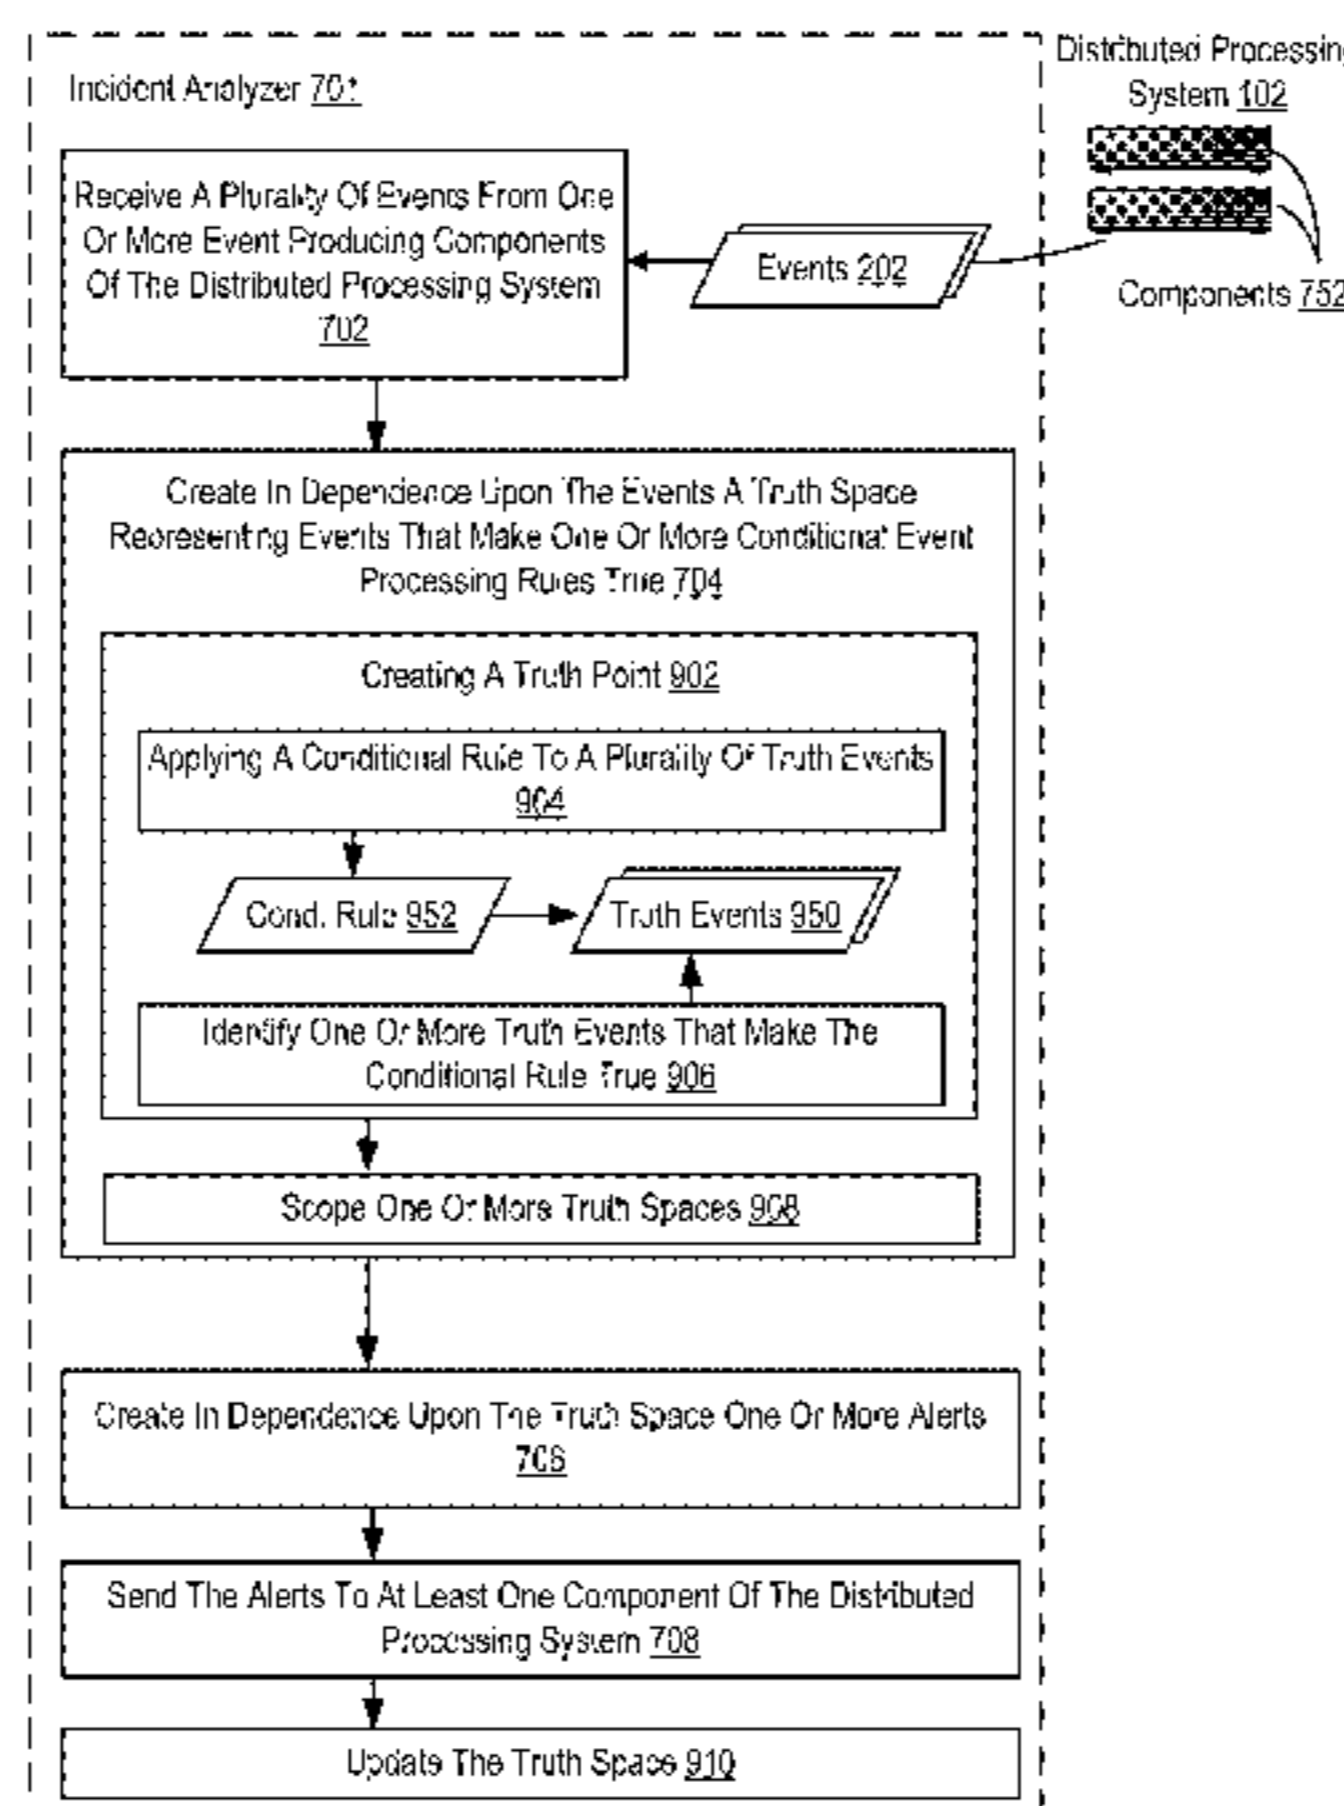 Distributed Processing
System 102
Incident Analyzer 701
Receive A Plurality Of Events From One
Or More Event Producing Components
Of The Distributed Processing System
702
Events 202
Components 752
Create In Dependence Upon The Events A Truth Space
Representing Events That Make One Or More Conditional Event
Processing Rules True 704
Creating A Truth Point 902
Applying A Conditional Rule To A Plurality Of Truth Events
904
Cond. Rule 952
Truth Events 950
Identify One Or More Truth Events That Make The
Conditional Rule True 906
Scope One Or More Truth Spaces 908
Create In Dependence Upon The Truth Space One Or More Alerts
706
Send The Alerts To At Least One Component Of The Distributed
Processing System 708
Update The Truth Space 910